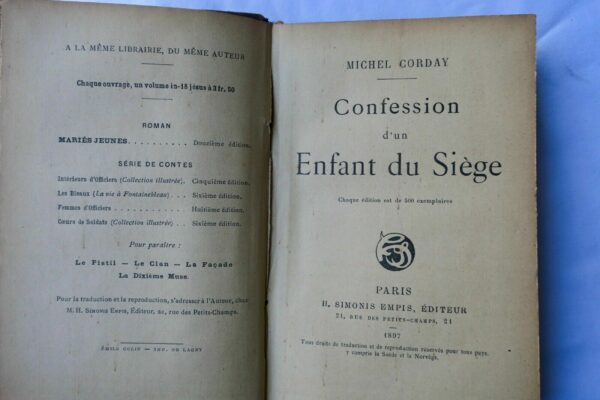 A LA MÊME LIBRAIRIE, DU MÊME AUTEUR
Chaque ouvrage, un volume in-18 jésus à 3 fr. 50
ROMAN
MARIÉS JEUNES. . . . . . . . . . Douzième édition.
SÉRIE DE CONTES
Intérieurs d'Officiers (Collection illustrée). Cinquième édition.
Les Bleaux (La vie à Fontainebleau). . . Sixième édition.
Femmes d'Officiers . . . . . . . . . . Huitième édition.
Cœurs de Soldats (Collection illustrée) . . Sixième édition.
Pour paraître :
Le Pistil — Le Clan — La Façade
La Dixième Muse.
Pour la traduction et la reproduction, s'adresser à l'Auteur, chez
M. H. Simonis Empis, Éditeur, 21, rue des Petits-Champs.
ÉMILE COLIN — IMP. DE LAGNY
MICHEL CORDAY
Confession
d'un
Enfant du Siège
Chaque édition est de 500 exemplaires
PARIS
H. SIMONIS EMPIS, ÉDITEUR
21, RUE DES PETITS-CHAMPS, 21
1897
Tous droits de traduction et de reproduction réservés pour tous pays,
y compris la Suède et la Norvège.